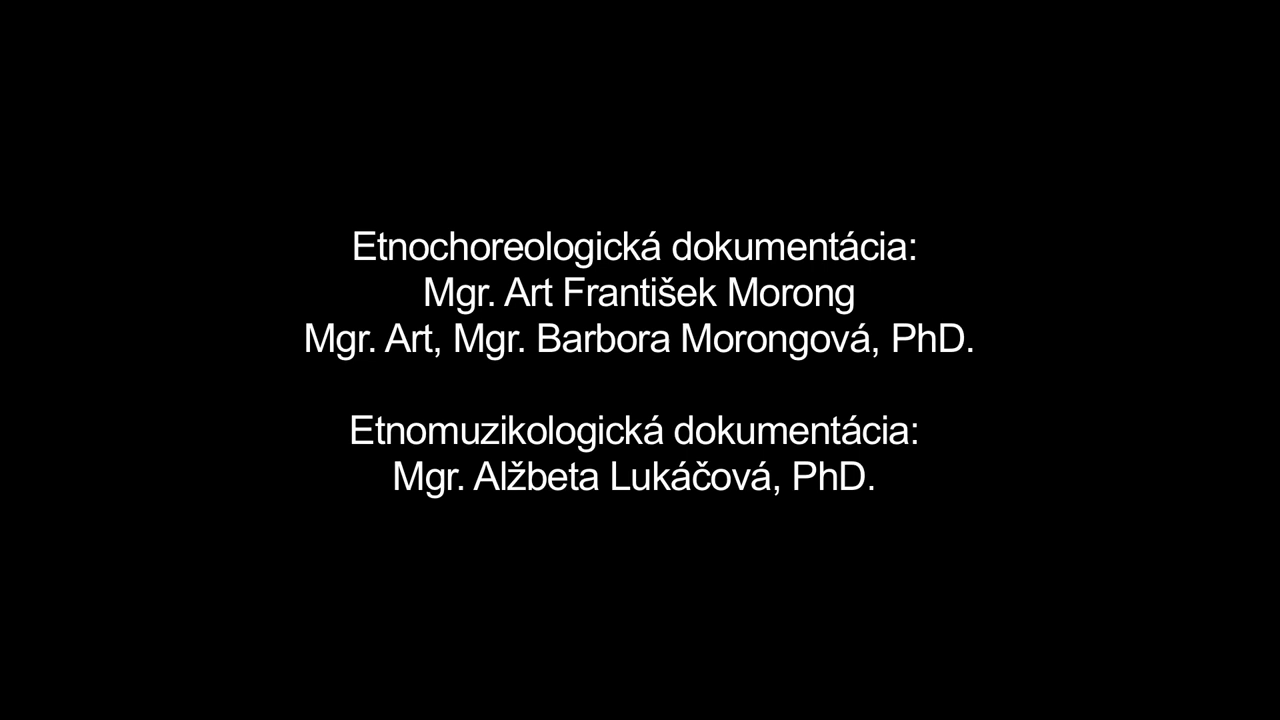 Etnochoreologická dokumentácia:
Mgr. Art František Morong
Mgr. Art, Mgr. Barbora Morongová, PhD.
Etnomuzikologická dokumentácia:
Mgr. Alžbeta Lukáčová, PhD.